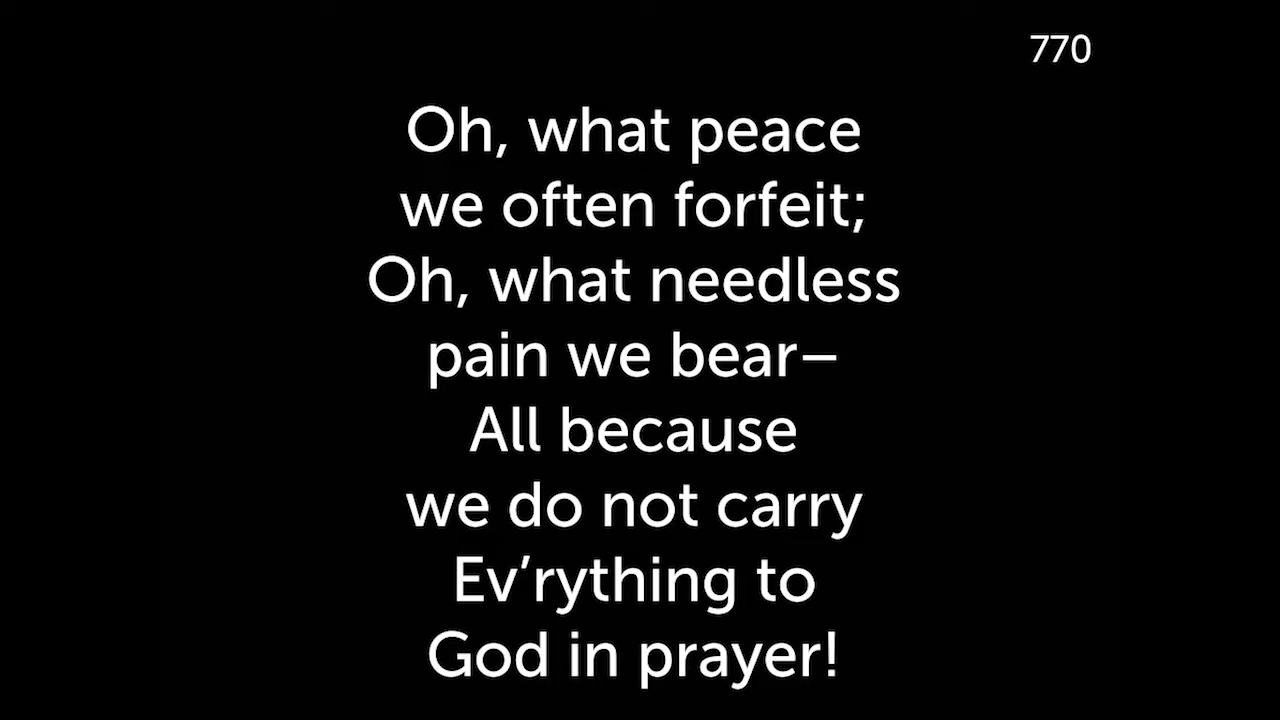 770
Oh, what peace
we often forfeit;
Oh, what needless
pain we bear–
All because
we do not carry
Ev’rything to
God in prayer!